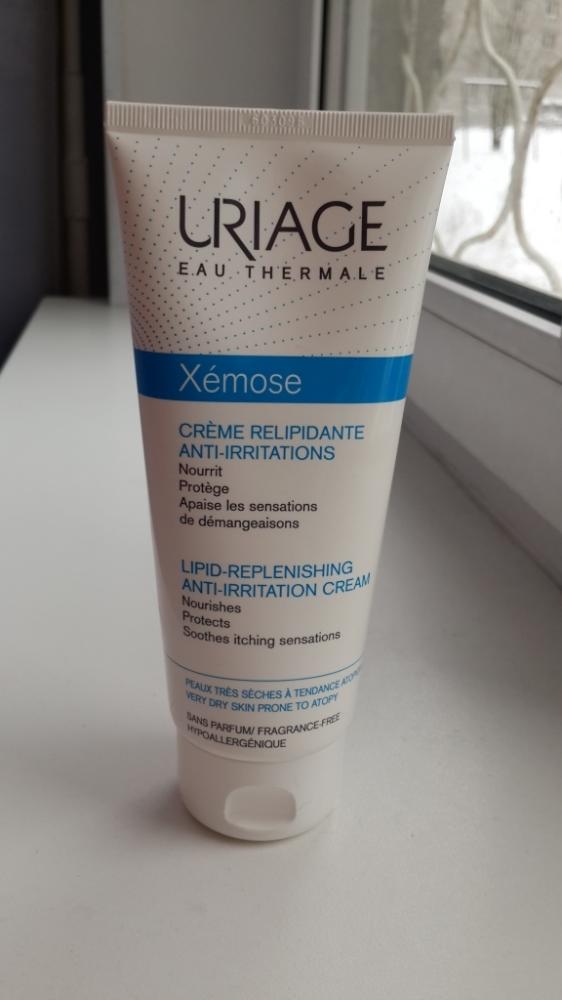 URIAGE
EAU THERMALE
Xémose
CRÈME RELIPIDANTE
ANTI-IRRITATIONS
Nourrit
Protège
Apaise les sensations
de démangeaisons
LIPID-REPLENISHING
ANTI-IRRITATION CREAM
Nourishes
Protects
Soothes itching sensations
PEAUX TRÈS SÈCHES À TENDANCE
VERY DRY SKIN PRONE TO ATOPY
SANS PARFUM/ FRAGRANCE-FREE
HYPOALLERGÉNIQUE